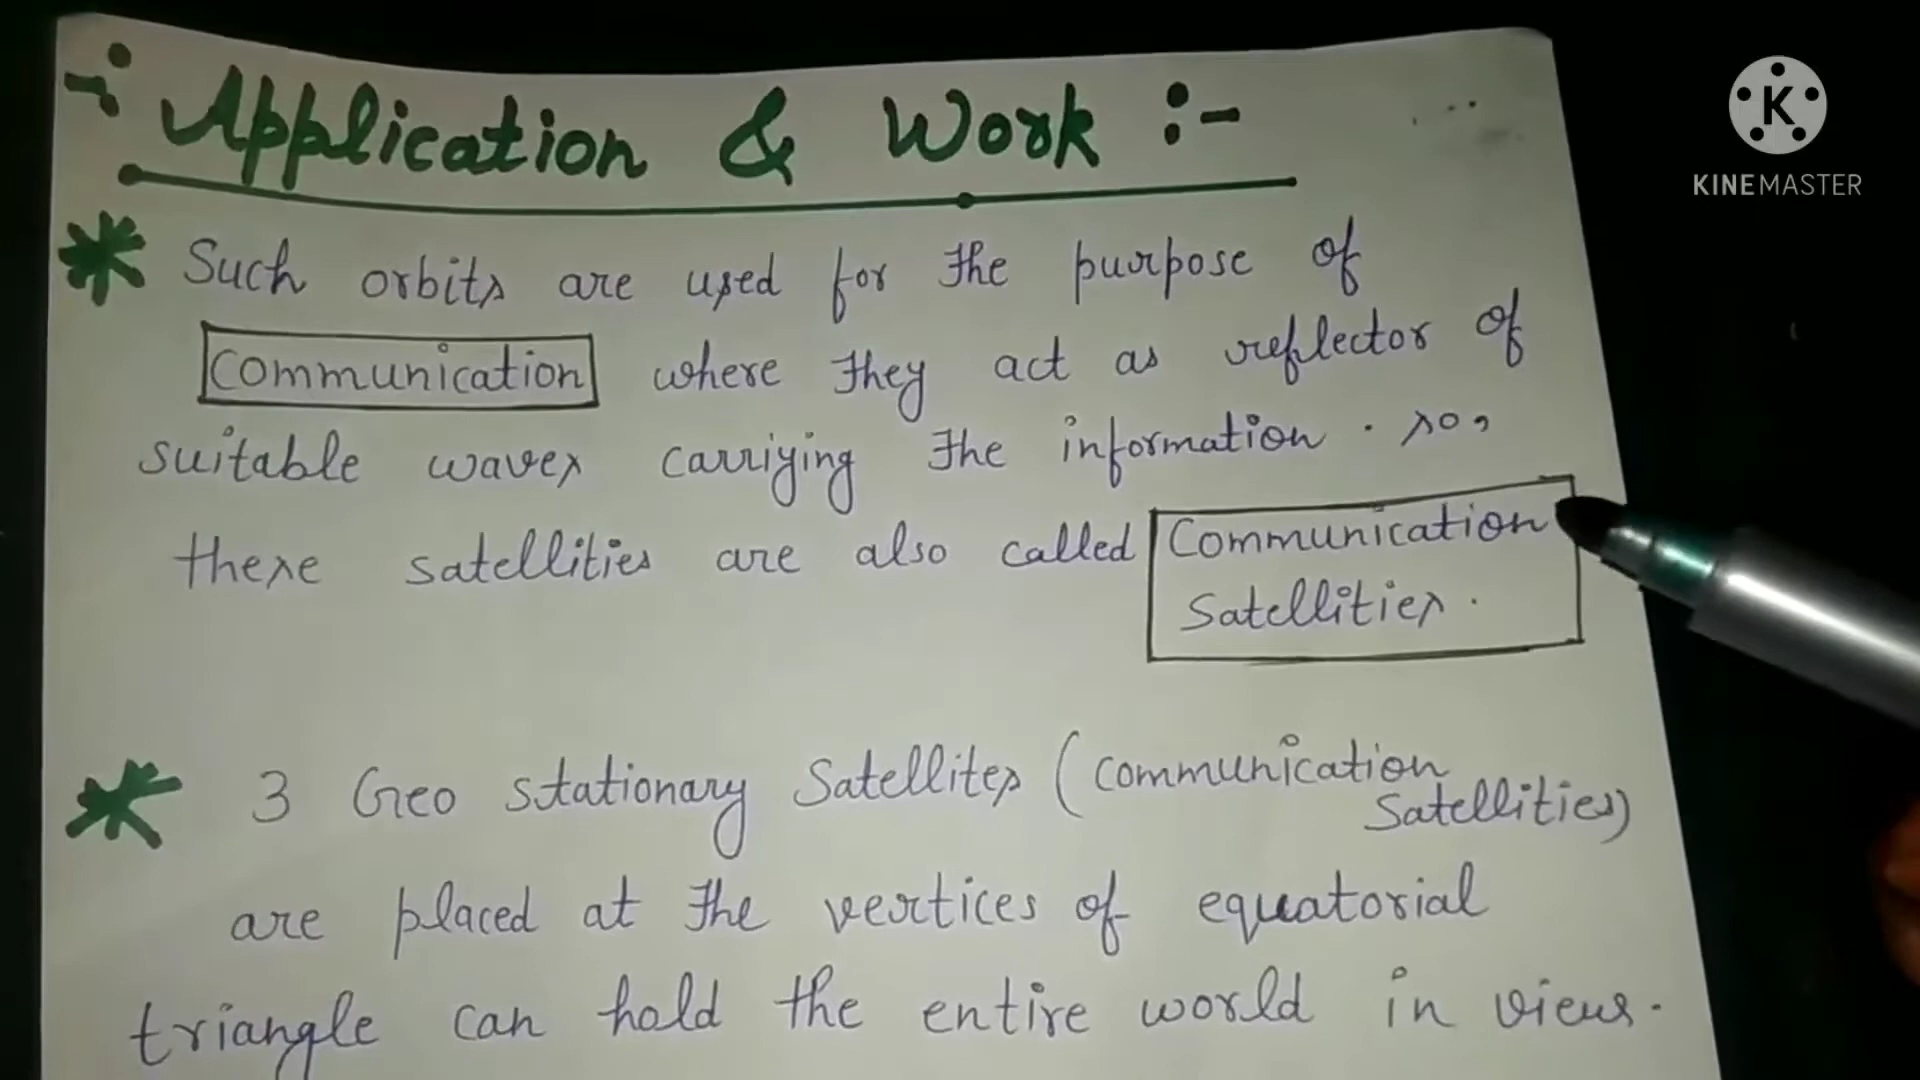 :- Application & Work :-
Such orbits are used for the purpose of
Communication where they act as reflector of
suitable waves carriying the information. so,
these satellities are also called Communication
Satellities.
3 Geo stationary Satellites (Communication
Satellities)
are placed at the vertices of equatorial
triangle can hold the entire world in view.
K
KINEMASTER